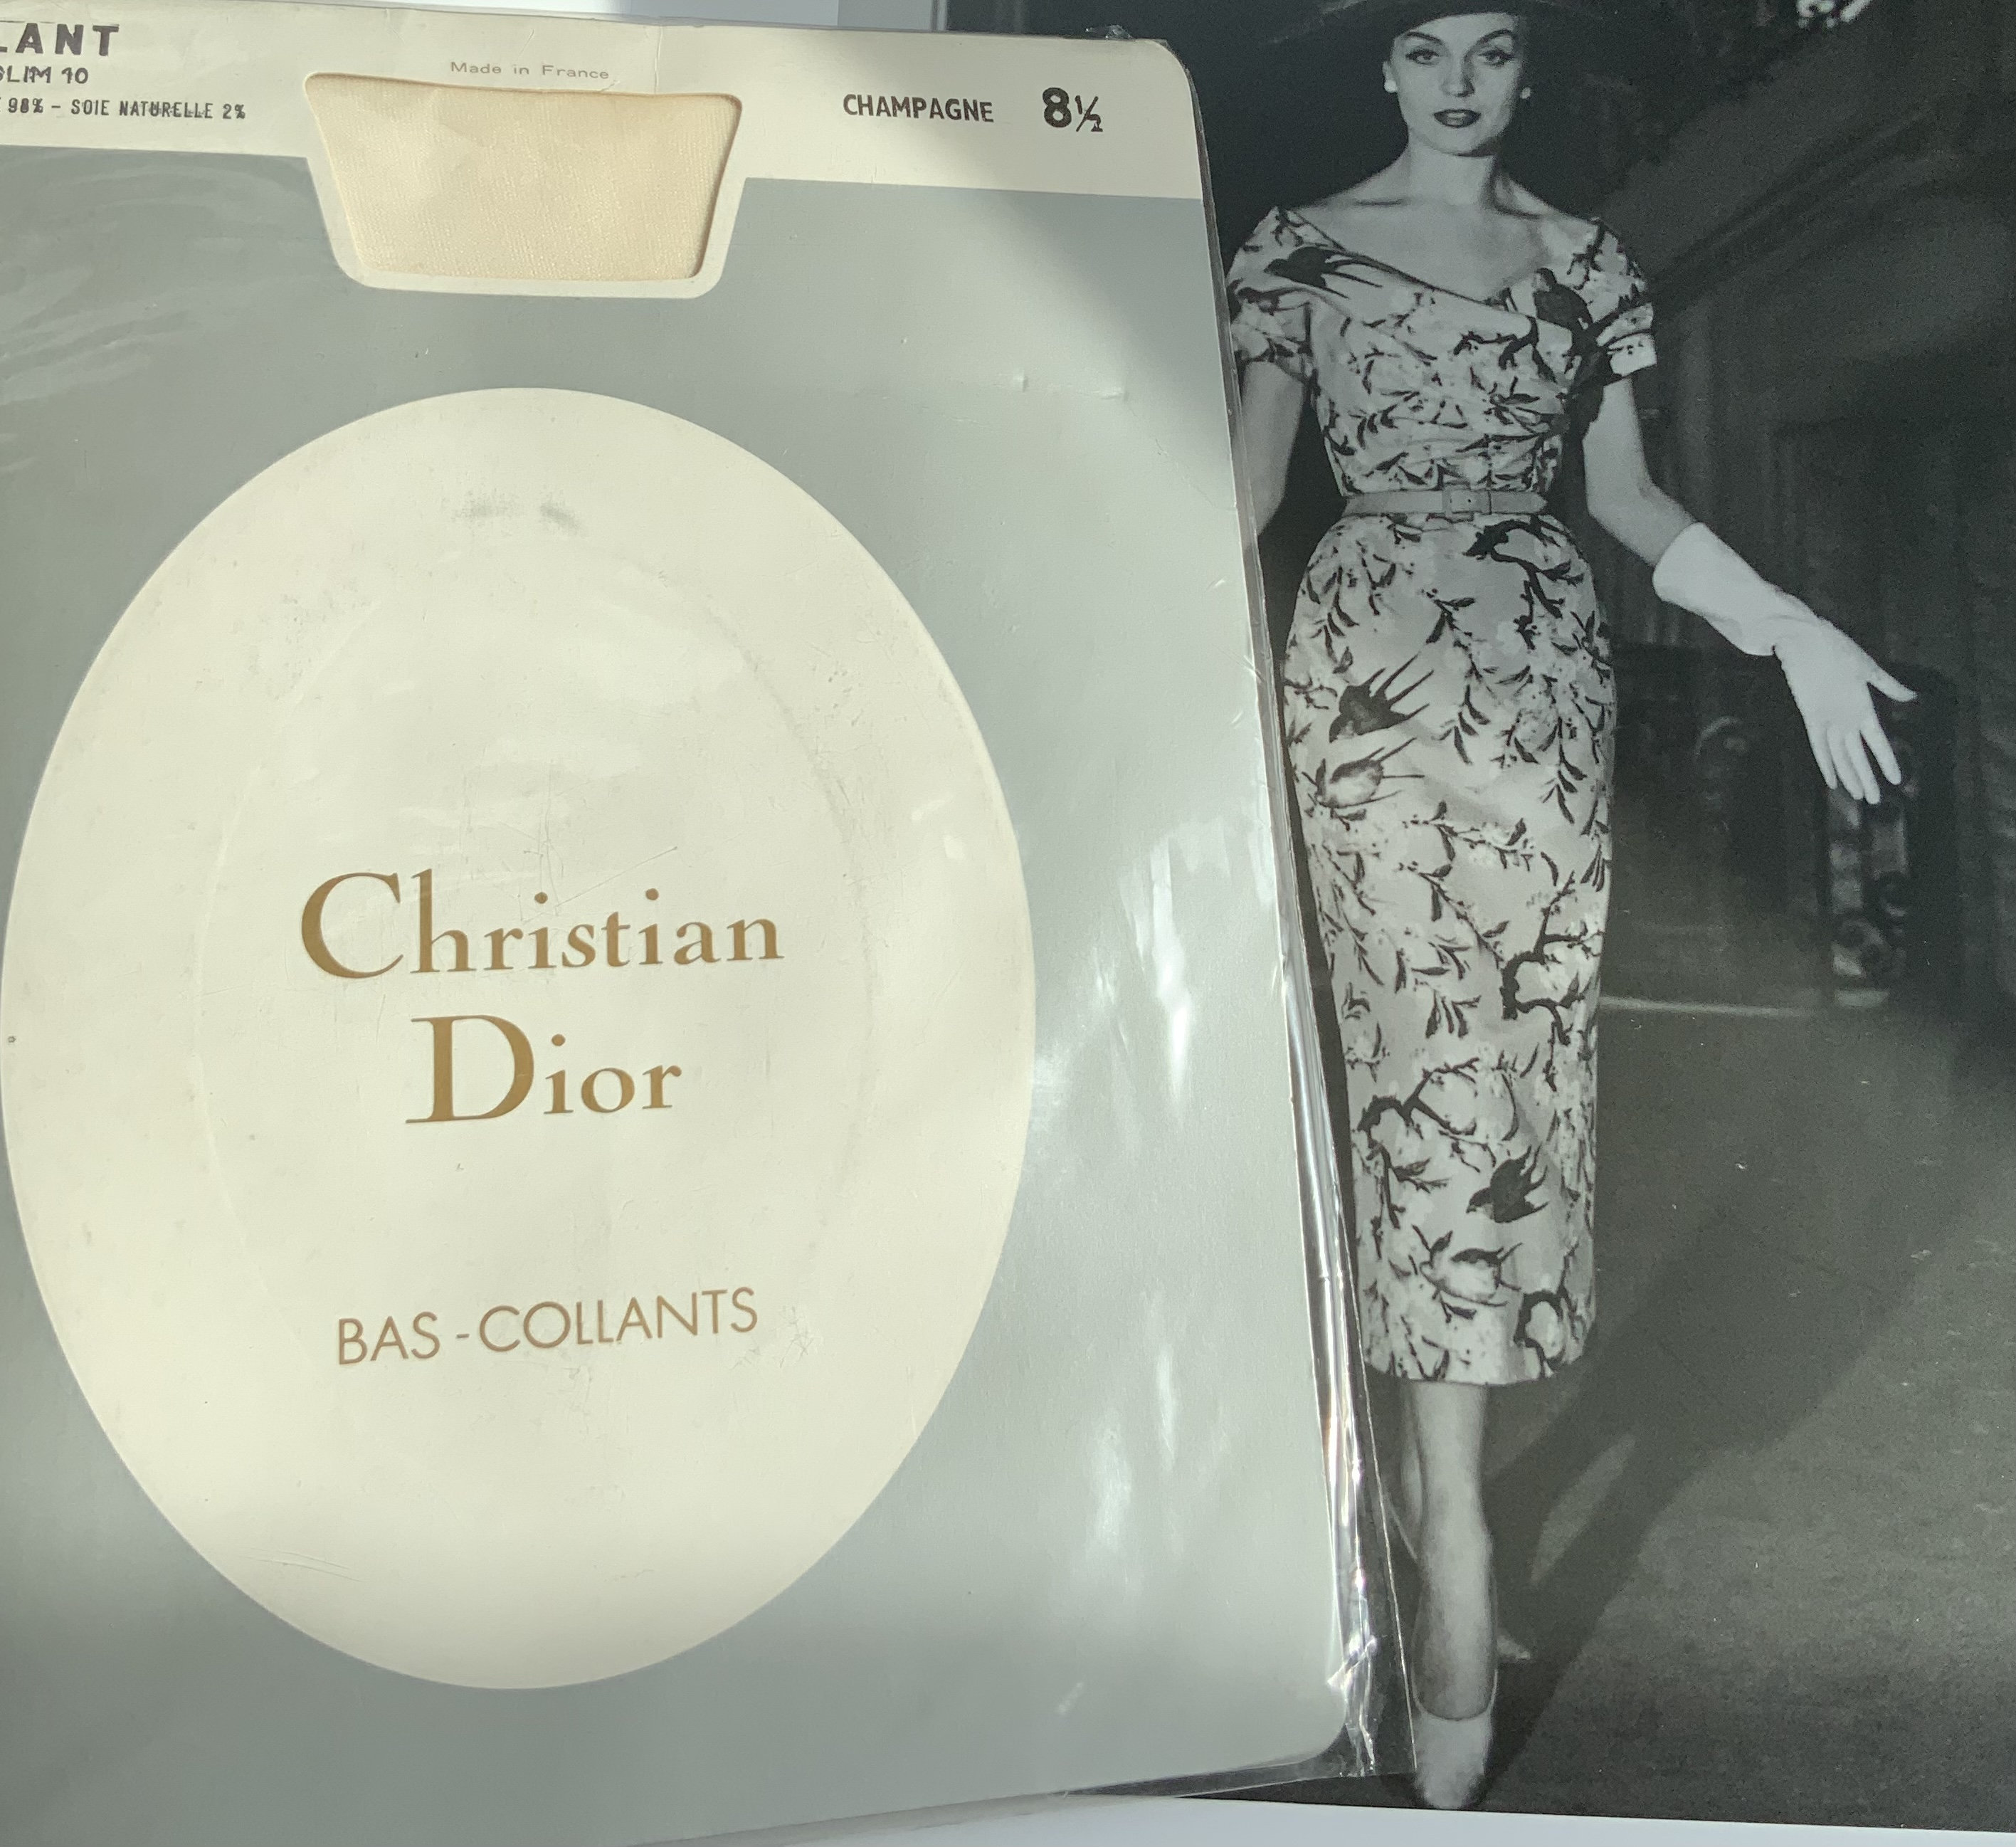 LANT
SLIM 10
98% - SOIE NATURELLE 2%
Made in France
CHAMPAGNE 8½
Christian
Dior
BAS-COLLANTS